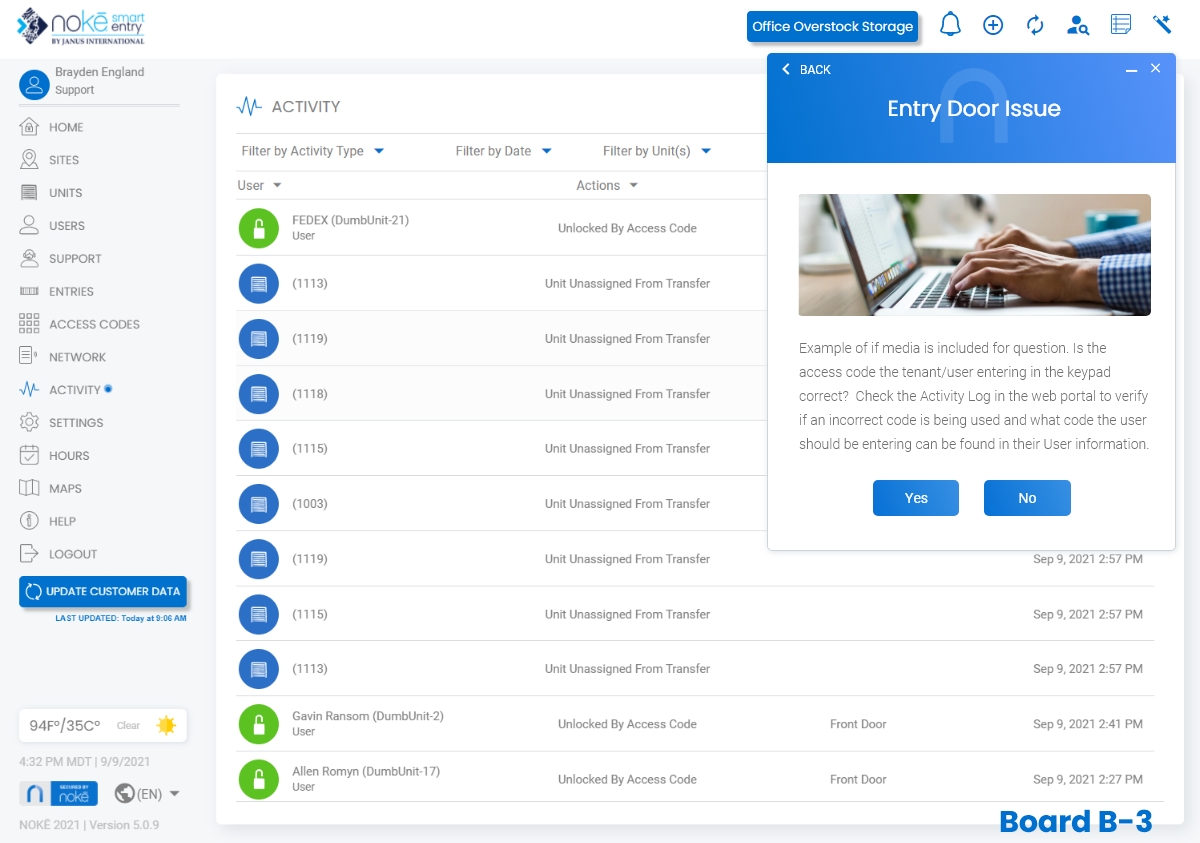 nokē smart entry
BY JANUS INTERNATIONAL
Office Overstock Storage
Brayden England
Support
HOME
SITES
UNITS
USERS
SUPPORT
ENTRIES
ACCESS CODES
NETWORK
ACTIVITY
SETTINGS
HOURS
MAPS
HELP
LOGOUT
UPDATE CUSTOMER DATA
LAST UPDATED: Today at 9:06 AM
94Fº/35Cº Clear
4:32 PM MDT | 9/9/2021
SECURED BY
nokē
(EN)
NOKĒ 2021 | Version 5.0.9
ACTIVITY
Filter by Activity Type Filter by Date Filter by Unit(s)
User Actions
FEDEX (DumbUnit-21)
User
Unlocked By Access Code
(1113) Unit Unassigned From Transfer
(1119) Unit Unassigned From Transfer
(1118) Unit Unassigned From Transfer
(1115) Unit Unassigned From Transfer
(1003) Unit Unassigned From Transfer
(1119) Unit Unassigned From Transfer Sep 9, 2021 2:57 PM
(1115) Unit Unassigned From Transfer Sep 9, 2021 2:57 PM
(1113) Unit Unassigned From Transfer Sep 9, 2021 2:57 PM
Gavin Ransom (DumbUnit-2)
User
Unlocked By Access Code Front Door Sep 9, 2021 2:41 PM
Allen Romyn (DumbUnit-17)
User
Unlocked By Access Code Front Door Sep 9, 2021 2:27 PM
BACK
Entry Door Issue
Example of if media is included for question. Is the
access code the tenant/user entering in the keypad
correct? Check the Activity Log in the web portal to verify
if an incorrect code is being used and what code the user
should be entering can be found in their User information.
Yes No
Board B-3